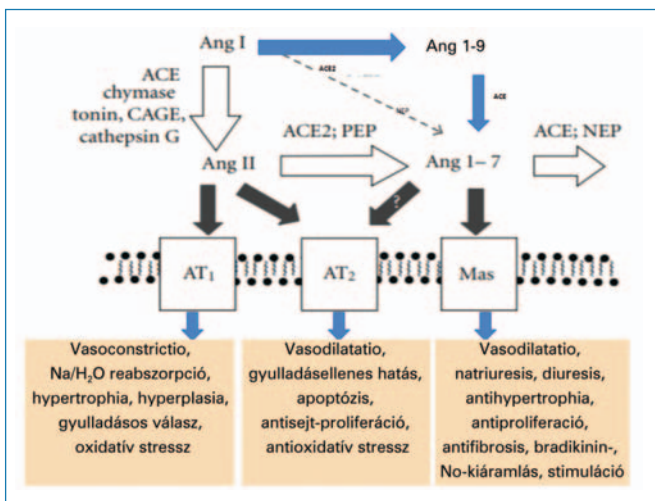 Ang I
Ang 1-9
ACE2
NEP
ACE
ACE
chymase
tonin, CAGE,
cathepsin G
ACE2; PEP
ACE; NEP
Ang II
Ang 1–7
?
AT₁
AT₂
Mas
Vasoconstrictio,
Na/H₂O reabszorpció,
hypertrophia, hyperplasia,
gyulladásos válasz,
oxidatív stressz
Vasodilatatio,
gyulladásellenes hatás,
apoptózis,
antisejt-proliferáció,
antioxidatív stressz
Vasodilatatio,
natriuresis, diuresis,
antihypertrophia,
antiproliferació,
antifibrosis, bradikinin-,
No-kiáramlás, stimuláció